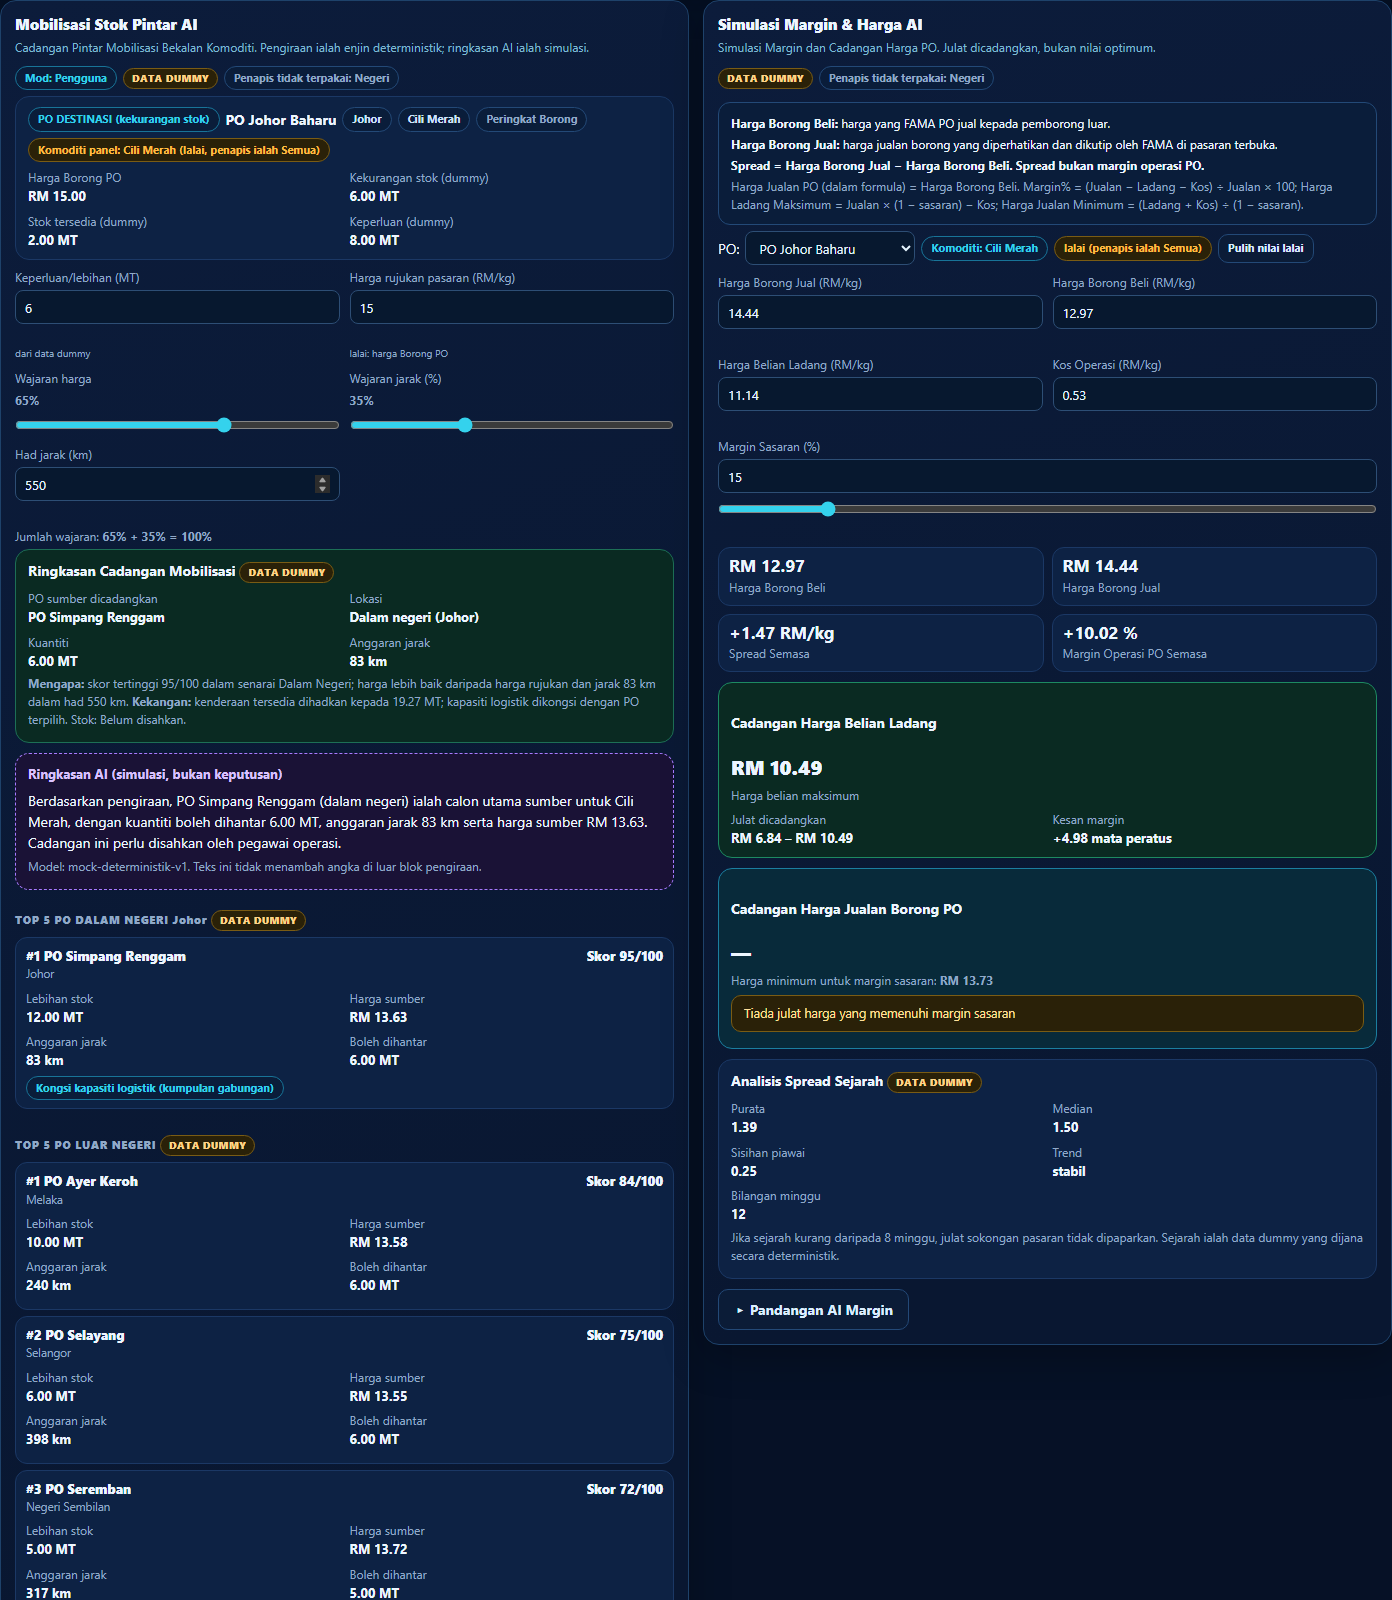 Mobilisasi Stok Pintar AI
Cadangan Pintar Mobilisasi Bekalan Komoditi. Pengiraan ialah enjin deterministik; ringkasan AI ialah simulasi.
Mod: Pengguna DATA DUMMY Penapis tidak terpakai: Negeri
PO DESTINASI (kekurangan stok) PO Johor Baharu Johor Cili Merah Peringkat Borong
Komoditi panel: Cili Merah (lalai, penapis ialah Semua)
Harga Borong PO Kekurangan stok (dummy)
RM 15.00 6.00 MT
Stok tersedia (dummy) Keperluan (dummy)
2.00 MT 8.00 MT
Keperluan/lebihan (MT) Harga rujukan pasaran (RM/kg)
6 15
dari data dummy lalai: harga Borong PO
Wajaran harga Wajaran jarak (%)
65% 35%
Had jarak (km)
550
Jumlah wajaran: 65% + 35% = 100%
Ringkasan Cadangan Mobilisasi DATA DUMMY
PO sumber dicadangkan Lokasi
PO Simpang Renggam Dalam negeri (Johor)
Kuantiti Anggaran jarak
6.00 MT 83 km
Mengapa: skor tertinggi 95/100 dalam senarai Dalam Negeri; harga lebih baik daripada harga rujukan dan jarak 83 km
dalam had 550 km. Kekangan: kenderaan tersedia dihadkan kepada 19.27 MT; kapasiti logistik dikongsi dengan PO
terpilih. Stok: Belum disahkan.
Ringkasan AI (simulasi, bukan keputusan)
Berdasarkan pengiraan, PO Simpang Renggam (dalam negeri) ialah calon utama sumber untuk Cili
Merah, dengan kuantiti boleh dihantar 6.00 MT, anggaran jarak 83 km serta harga sumber RM 13.63.
Cadangan ini perlu disahkan oleh pegawai operasi.
Model: mock-deterministik-v1. Teks ini tidak menambah angka di luar blok pengiraan.
TOP 5 PO DALAM NEGERI Johor DATA DUMMY
#1 PO Simpang Renggam Skor 95/100
Johor
Lebihan stok Harga sumber
12.00 MT RM 13.63
Anggaran jarak Boleh dihantar
83 km 6.00 MT
Kongsi kapasiti logistik (kumpulan gabungan)
TOP 5 PO LUAR NEGERI DATA DUMMY
#1 PO Ayer Keroh Skor 84/100
Melaka
Lebihan stok Harga sumber
10.00 MT RM 13.58
Anggaran jarak Boleh dihantar
240 km 6.00 MT
#2 PO Selayang Skor 75/100
Selangor
Lebihan stok Harga sumber
6.00 MT RM 13.55
Anggaran jarak Boleh dihantar
398 km 6.00 MT
#3 PO Seremban Skor 72/100
Negeri Sembilan
Lebihan stok Harga sumber
5.00 MT RM 13.72
Anggaran jarak Boleh dihantar
317 km 5.00 MT
Simulasi Margin & Harga AI
Simulasi Margin dan Cadangan Harga PO. Julat dicadangkan, bukan nilai optimum.
DATA DUMMY Penapis tidak terpakai: Negeri
Harga Borong Beli: harga yang FAMA PO jual kepada pemborong luar.
Harga Borong Jual: harga jualan borong yang diperhatikan dan dikutip oleh FAMA di pasaran terbuka.
Spread = Harga Borong Jual − Harga Borong Beli. Spread bukan margin operasi PO.
Harga Jualan PO (dalam formula) = Harga Borong Beli. Margin% = (Jualan − Ladang − Kos) ÷ Jualan × 100; Harga
Ladang Maksimum = Jualan × (1 − sasaran) − Kos; Harga Jualan Minimum = (Ladang + Kos) ÷ (1 − sasaran).
PO: PO Johor Baharu Komoditi: Cili Merah lalai (penapis ialah Semua) Pulih nilai lalai
Harga Borong Jual (RM/kg) Harga Borong Beli (RM/kg)
14.44 12.97
Harga Belian Ladang (RM/kg) Kos Operasi (RM/kg)
11.14 0.53
Margin Sasaran (%)
15
RM 12.97 RM 14.44
Harga Borong Beli Harga Borong Jual
+1.47 RM/kg +10.02 %
Spread Semasa Margin Operasi PO Semasa
Cadangan Harga Belian Ladang
RM 10.49
Harga belian maksimum
Julat dicadangkan Kesan margin
RM 6.84 – RM 10.49 +4.98 mata peratus
Cadangan Harga Jualan Borong PO
—
Harga minimum untuk margin sasaran: RM 13.73
Tiada julat harga yang memenuhi margin sasaran
Analisis Spread Sejarah DATA DUMMY
Purata Median
1.39 1.50
Sisihan piawai Trend
0.25 stabil
Bilangan minggu
12
Jika sejarah kurang daripada 8 minggu, julat sokongan pasaran tidak dipaparkan. Sejarah ialah data dummy yang dijana
secara deterministik.
▸ Pandangan AI Margin